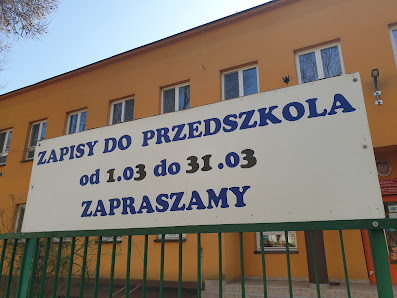 ZAPISY DO PRZEDSZKOLA
od 1.03 do 31.03
ZAPRASZAMY